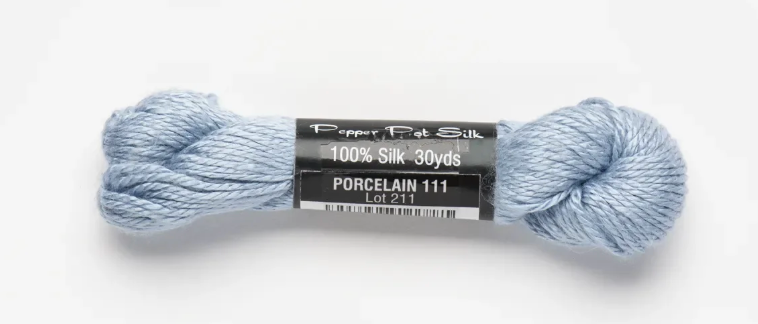 Pepper Pot Silk
100% Silk 30yds
PORCELAIN 111
Lot 211